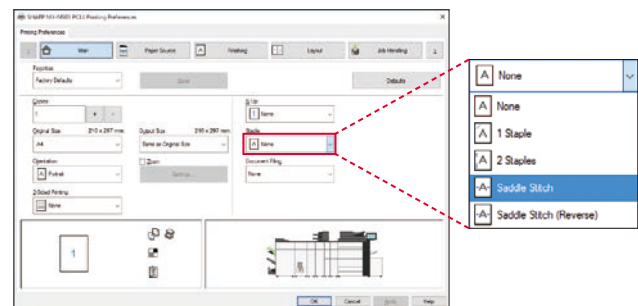 SHARP MX-M905 PCL6 Printing Preferences
Printing Preferences
Main
Paper Source
Finishing
Layout
Job Handling
Favorites
Factory Defaults
Save
Defaults
Copies
1
+
-
N-Up
1 None
Original Size
210 x 297 mm
A4
Output Size
210 x 297 mm
Same as Original Size
Staple
A None
Orientation
A Portrait
Zoom
Settings...
Document Filing
None
2-Sided Printing
None
1
OK
Cancel
Apply
Help
A None
A None
A 1 Staple
A 2 Staples
-A- Saddle Stitch
-A- Saddle Stitch (Reverse)